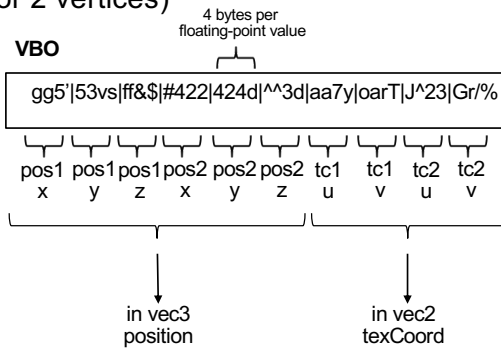 or 2 vertices)
4 bytes per
floating-point value
VBO
gg5'|53vs|ff&$|#422|424d|^^3d|aa7y|oarT|J^23|Gr/%
pos1 pos1 pos1 pos2 pos2 pos2 tc1 tc1 tc2 tc2
x y z x y z u v u v
in vec3 in vec2
position texCoord